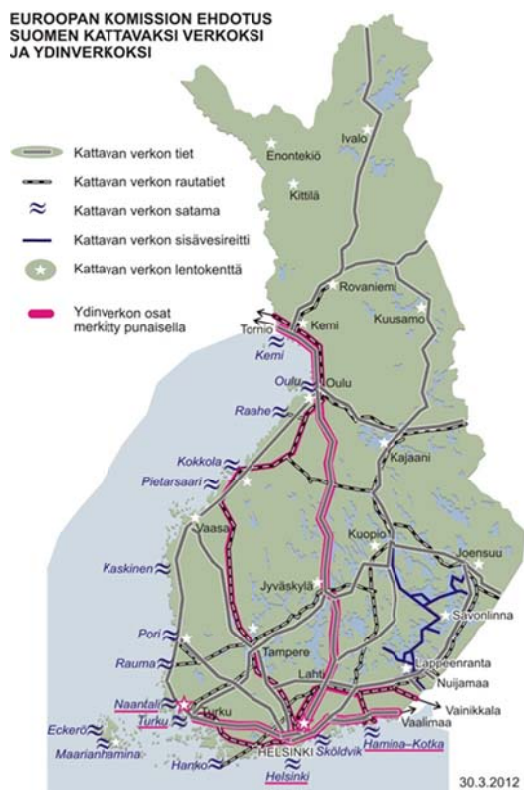 EUROOPAN KOMISSION EHDOTUS
SUOMEN KATTAVAKSI VERKOKSI
JA YDINVERKOKSI
Kattavan verkon tiet
Kattavan verkon rautatiet
Kattavan verkon satama
Kattavan verkon sisävesireitti
Kattavan verkon lentokenttä
Ydinverkon osat
merkitty punaisella
Ivalo
Enontekiö
Kittilä
Rovaniemi
Kuusamo
Tornio
Kemi
Kemi
Oulu
Oulu
Raahe
Kokkola
Pietarsaari
Kajaani
Vaasa
Kuopio
Joensuu
Kaskinen
Jyväskylä
Savonlinna
Pori
Tampere
Rauma
Lahti
Lappeenranta
Nuijamaa
Naantali
Turku
Turku
Vainikkala
Vaalimaa
Eckerö
Maarianhamina
HELSINKI
Sköldvik
Hamina–Kotka
Hanko
Helsinki
30.3.2012